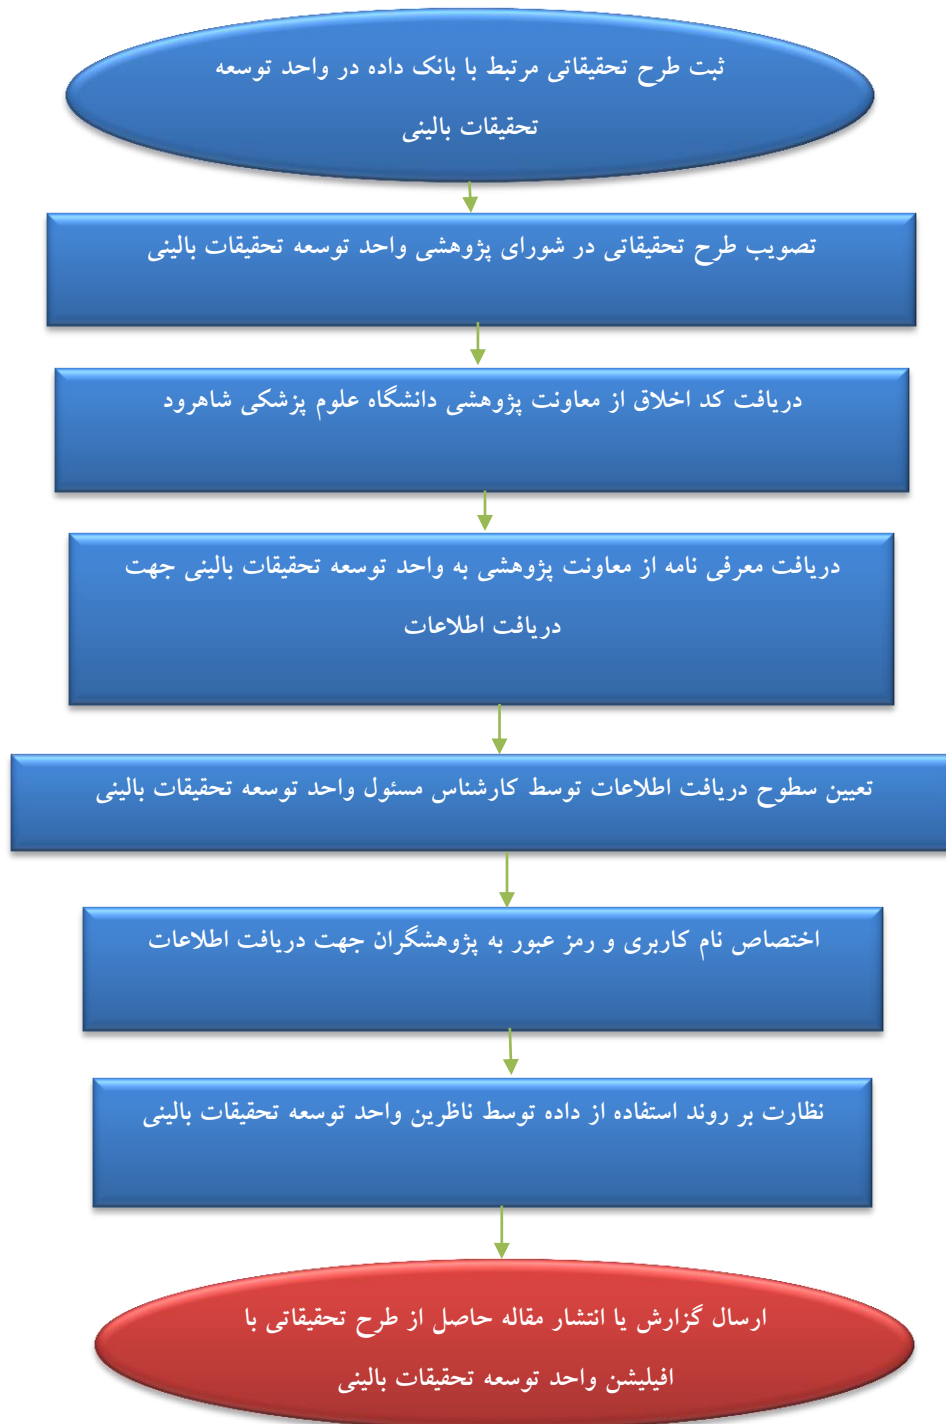 ثبت طرح تحقیقاتی مرتبط با بانک داده در واحد توسعه
تحقیقات بالینی
تصویب طرح تحقیقاتی در شورای پژوهشی واحد توسعه تحقیقات بالینی
دریافت کد اخلاق از معاونت پژوهشی دانشگاه علوم پزشکی شاهرود
دریافت معرفی نامه از معاونت پژوهشی به واحد توسعه تحقیقات بالینی جهت
دریافت اطلاعات
تعیین سطوح دریافت اطلاعات توسط کارشناس مسئول واحد توسعه تحقیقات بالینی
اختصاص نام کاربری و رمز عبور به پژوهشگران جهت دریافت اطلاعات
نظارت بر روند استفاده از داده توسط ناظرین واحد توسعه تحقیقات بالینی
ارسال گزارش یا انتشار مقاله حاصل از طرح تحقیقاتی با
افیلیشن واحد توسعه تحقیقات بالینی